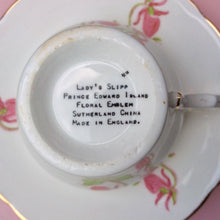 Lady's Slipp
Prince Edward Island
Floral Emblem
Sutherland China
Made in England.